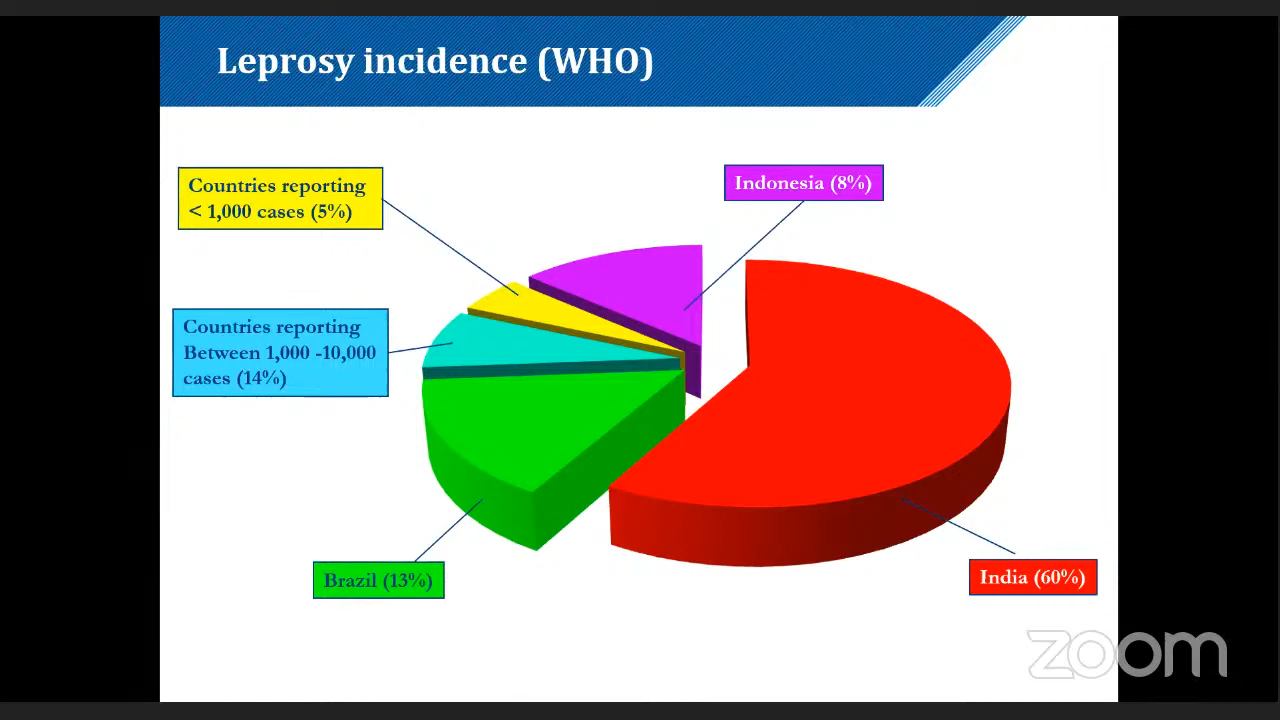 Leprosy incidence (WHO)
Countries reporting
< 1,000 cases (5%)
Indonesia (8%)
Countries reporting
Between 1,000 -10,000
cases (14%)
Brazil (13%)
India (60%)
zoom